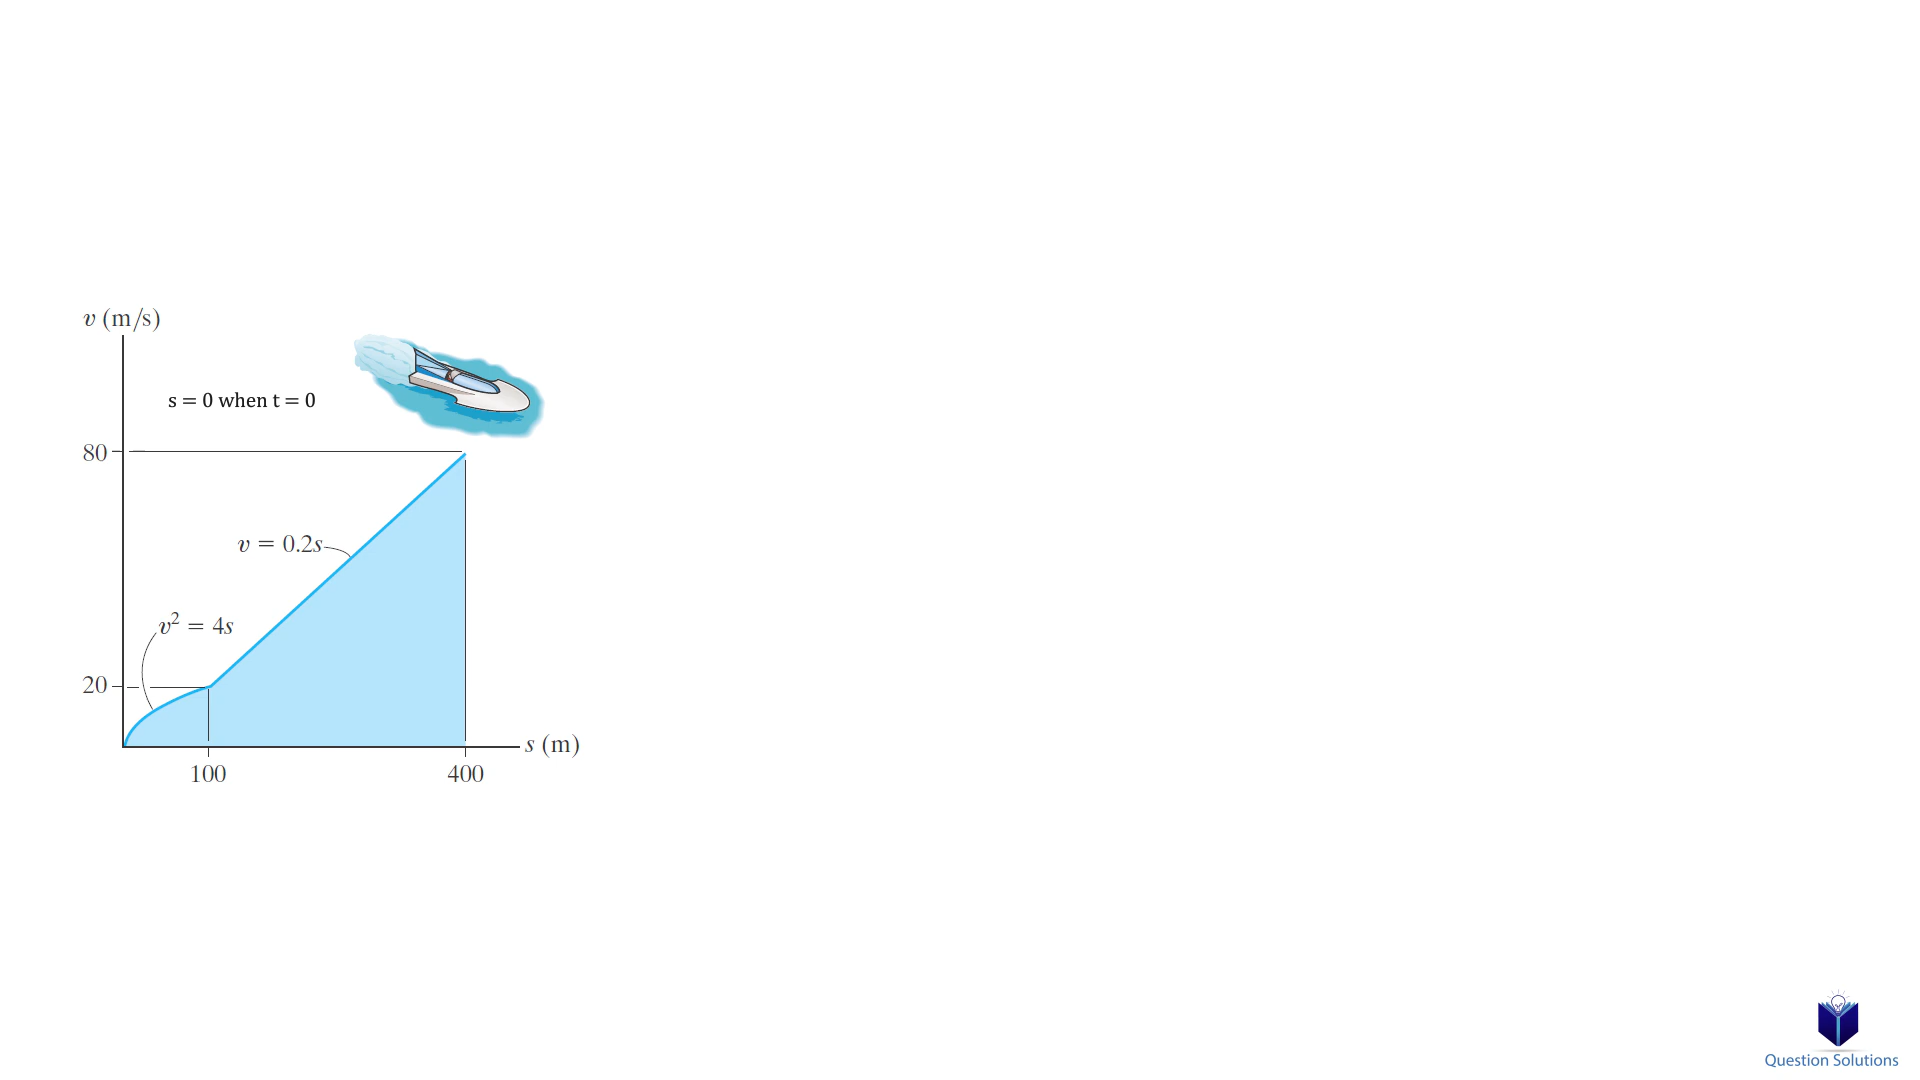 v (m/s)
s = 0 when t = 0
80
v = 0.2s
v² = 4s
20
s (m)
100
400
Question Solutions